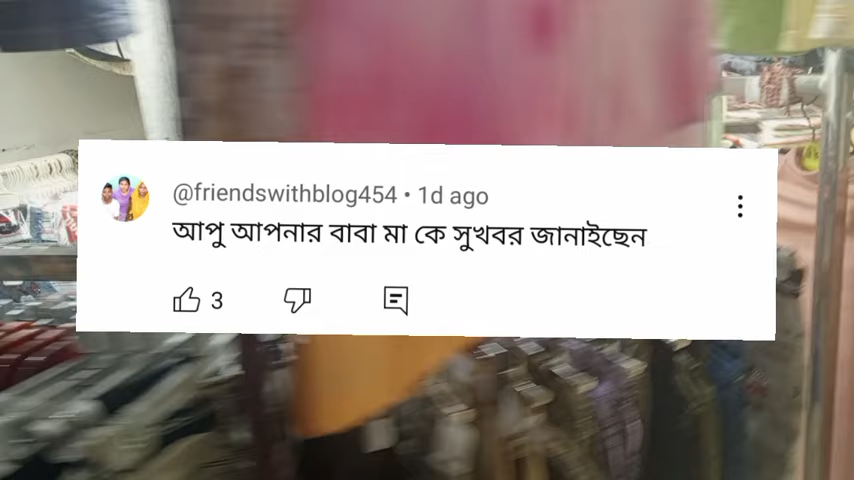 @friendswithblog454 • 1d ago
আপু আপনার বাবা মা কে সুখবর জানাইছেন
3